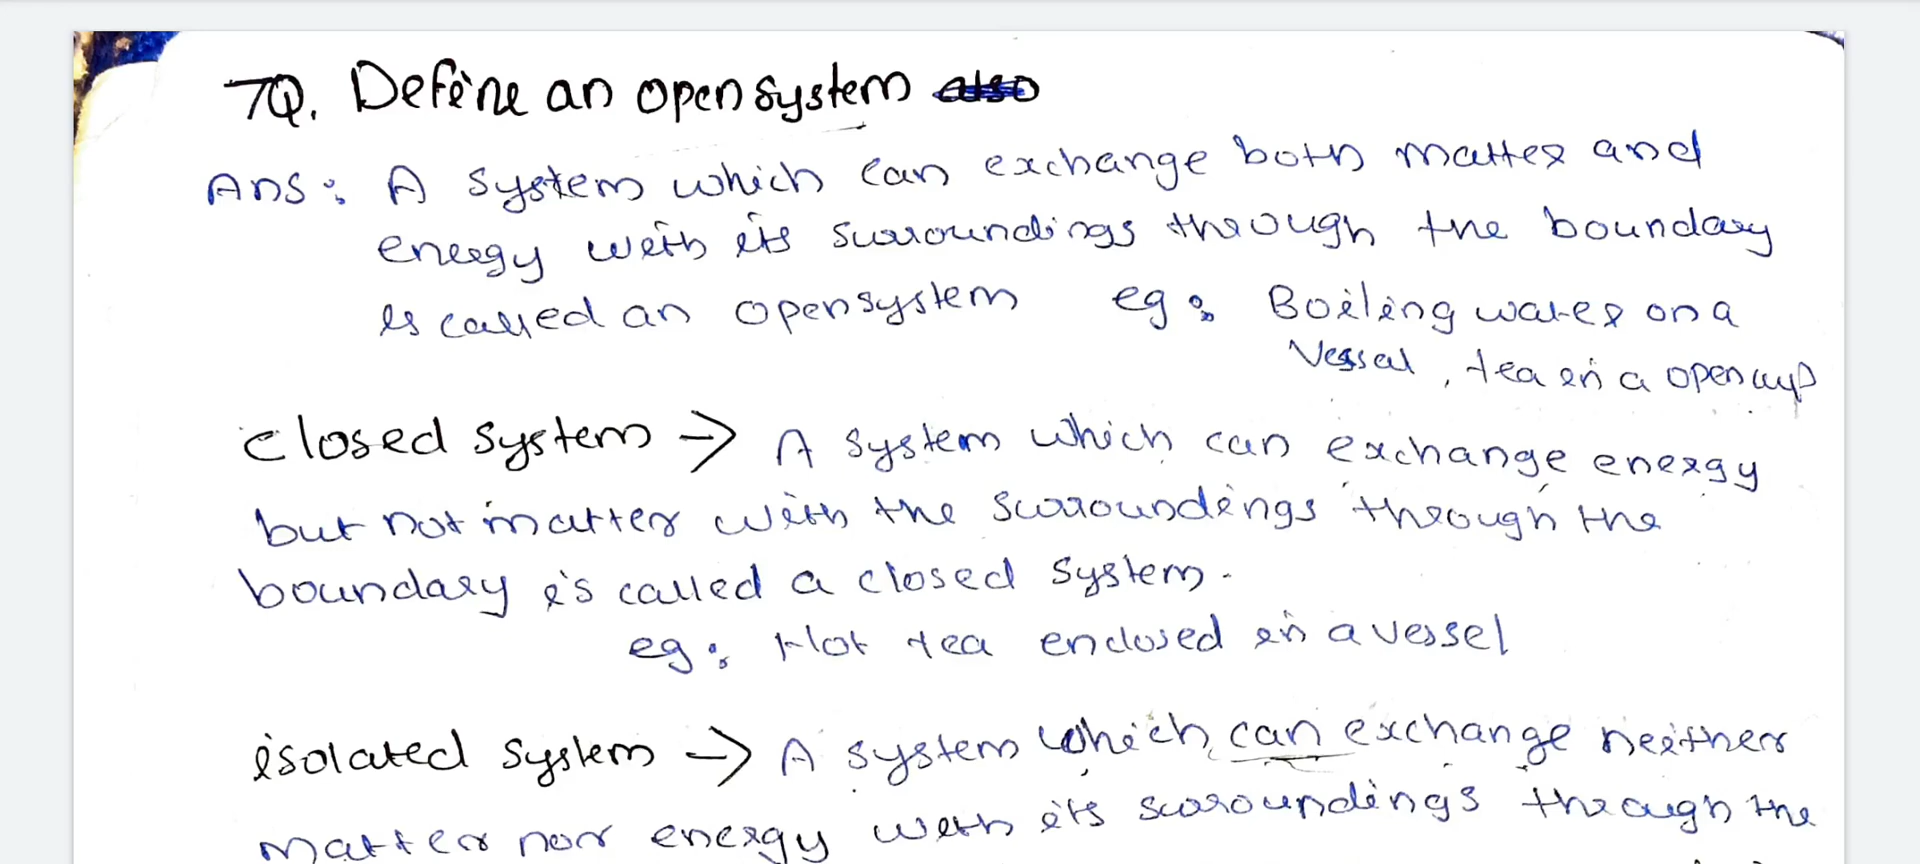 7Q. Define an open system also
Ans: A system which can exchange both matter and
energy with its surroundings through the boundary
is called an open system eg: Boiling water on a
Vessal, tea in a open cup
closed system → A system which can exchange energy
but not matter with the surroundings through the
boundary is called a closed system.
eg: Hot tea enclosed in a vessel
isolated system → A system which can exchange neither
matter nor energy with its surroundings through the